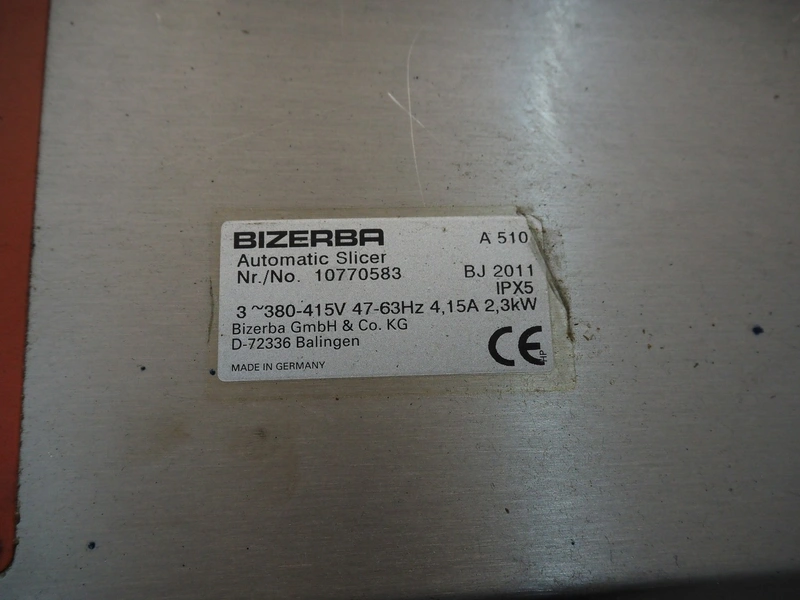 BIZERBA A 510
Automatic Slicer
Nr./No. 10770583 BJ 2011
IPX5
3 ~380-415V 47-63Hz 4,15A 2,3kW
Bizerba GmbH & Co. KG
D-72336 Balingen
CE HP
MADE IN GERMANY